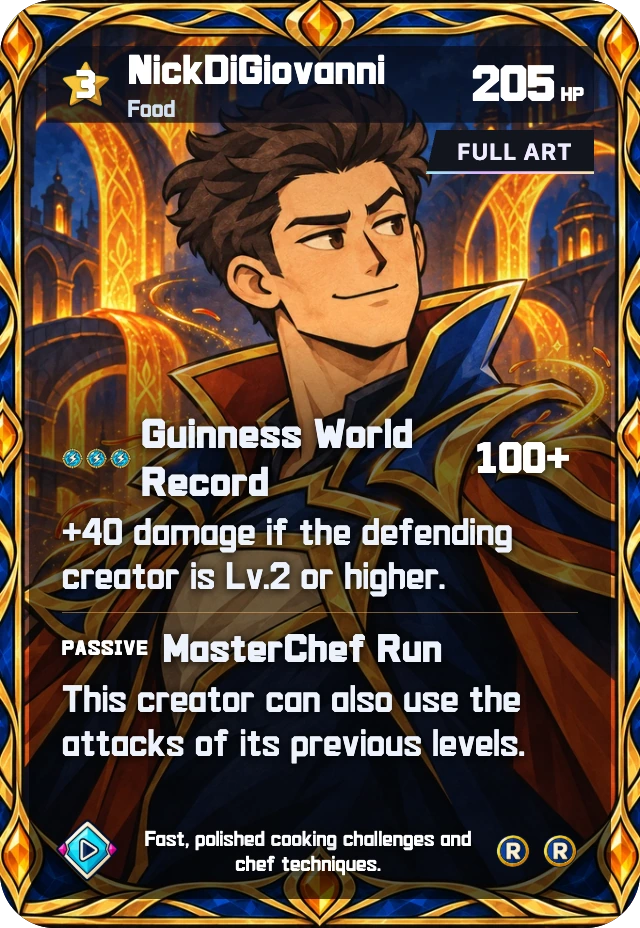 3
NickDiGiovanni
205 HP
Food
FULL ART
Guinness World
Record
100+
+40 damage if the defending
creator is Lv.2 or higher.
PASSIVE MasterChef Run
This creator can also use the
attacks of its previous levels.
Fast, polished cooking challenges and
chef techniques.
R R